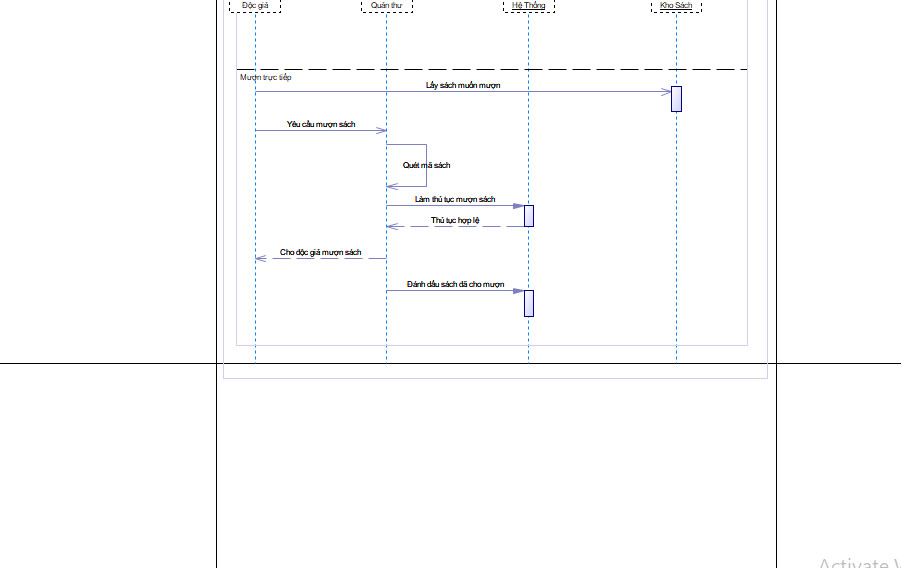 Độc giả
Quản thư
Hệ Thống
Kho Sách
Mượn trực tiếp
Lấy sách muốn mượn
Yêu cầu mượn sách
Quét mã sách
Làm thủ tục mượn sách
Thủ tục hợp lệ
Cho độc giả mượn sách
Đánh dấu sách đã cho mượn
Activate